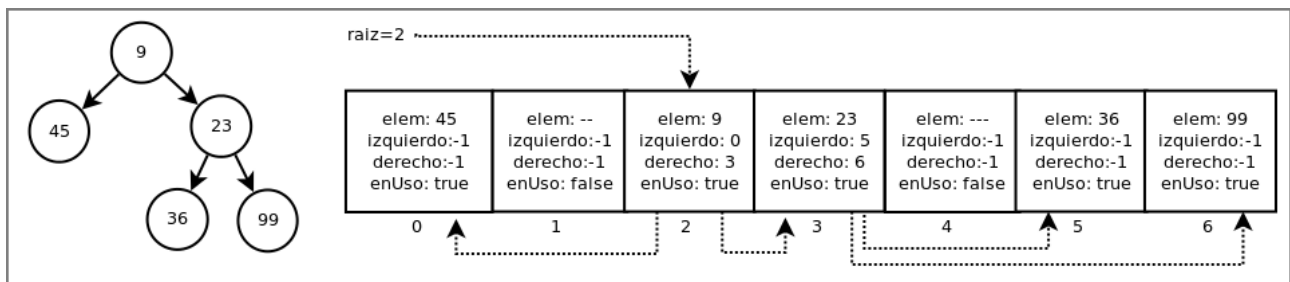 9
45
23
36
99
raiz=2
elem: 45
izquierdo:-1
derecho:-1
enUso: true
elem: --
izquierdo:-1
derecho:-1
enUso: false
elem: 9
izquierdo: 0
derecho: 3
enUso: true
elem: 23
izquierdo: 5
derecho: 6
enUso: true
elem: ---
izquierdo:-1
derecho:-1
enUso: false
elem: 36
izquierdo:-1
derecho:-1
enUso: true
elem: 99
izquierdo:-1
derecho:-1
enUso: true
0 1 2 3 4 5 6